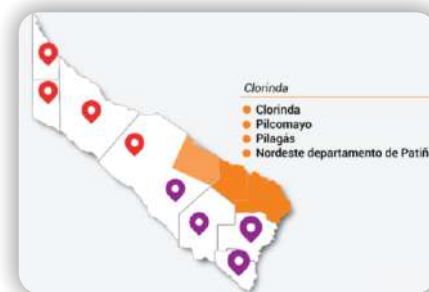 Clorinda
Clorinda
Pilcomayo
Pilagás
Nordeste departamento de Patiñ